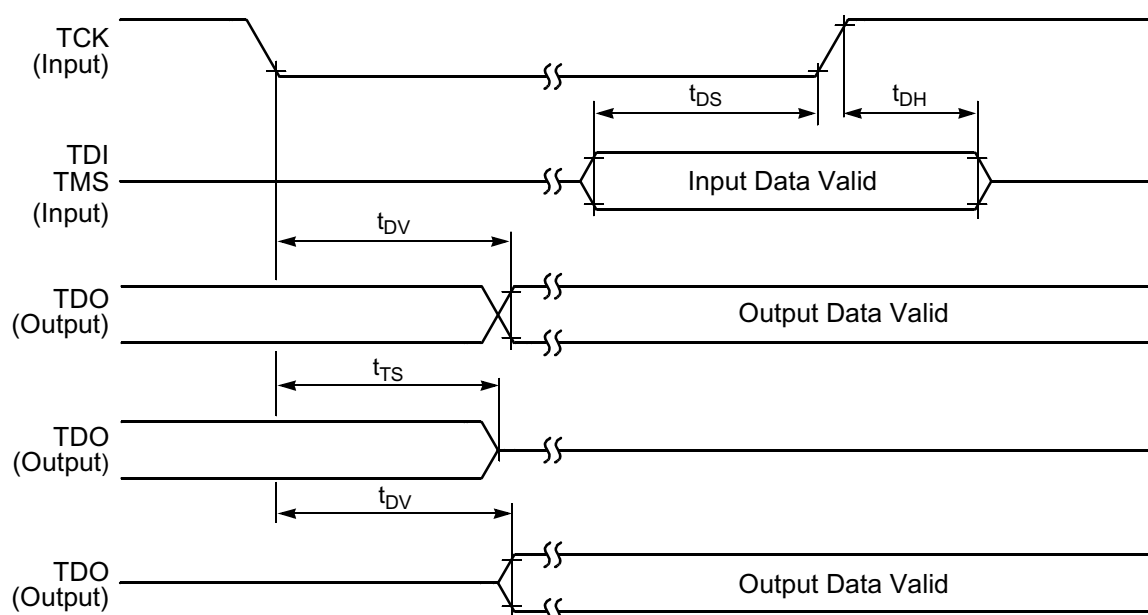 TCK
(Input)
tDS
tDH
TDI
TMS
(Input)
Input Data Valid
tDV
TDO
(Output)
Output Data Valid
tTS
TDO
(Output)
tDV
TDO
(Output)
Output Data Valid